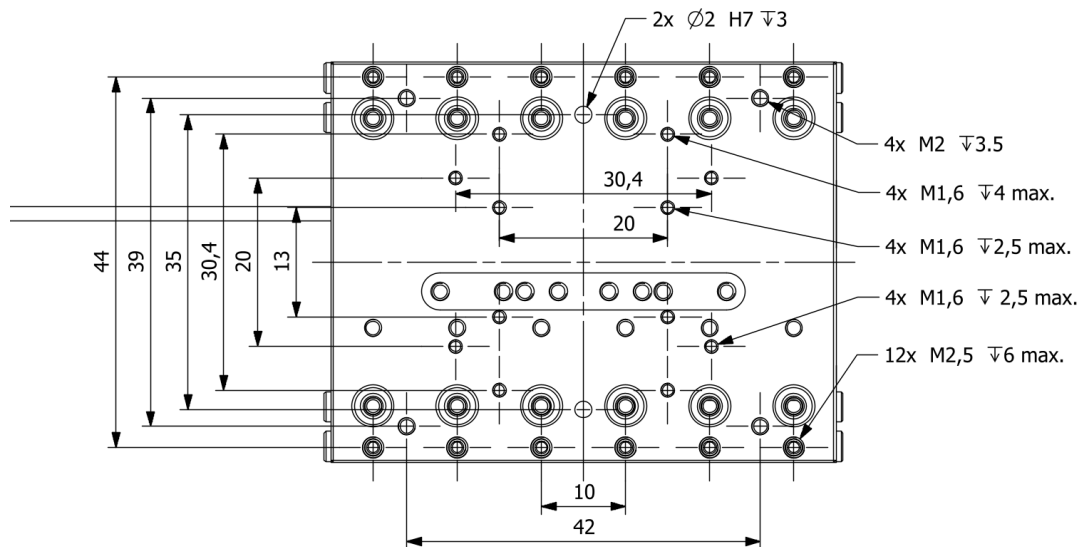 2x ∅2 H7 ↧3
4x M2 ↧3.5
4x M1,6 ↧4 max.
4x M1,6 ↧2,5 max.
4x M1,6 ↧ 2,5 max.
12x M2,5 ↧6 max.
30,4
20
44
39
35
30,4
20
13
10
42